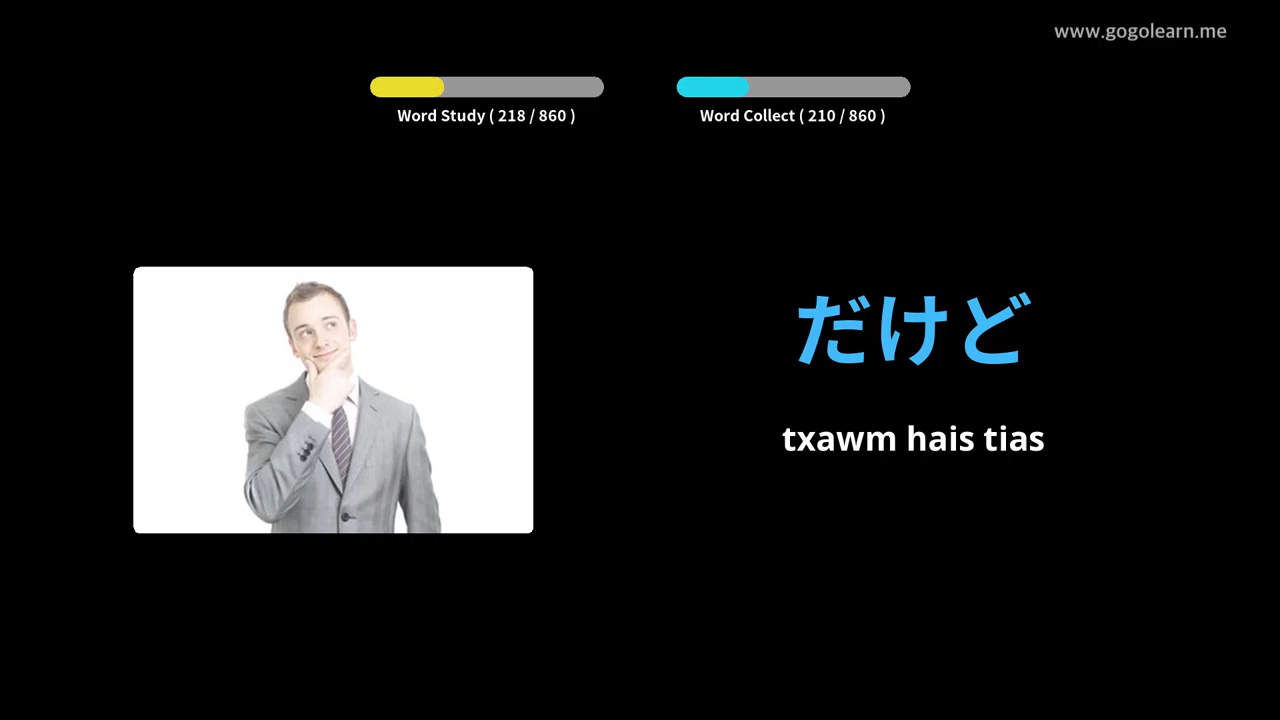 www.gogolearn.me
Word Study ( 218 / 860 )
Word Collect ( 210 / 860 )
だけど
txawm hais tias